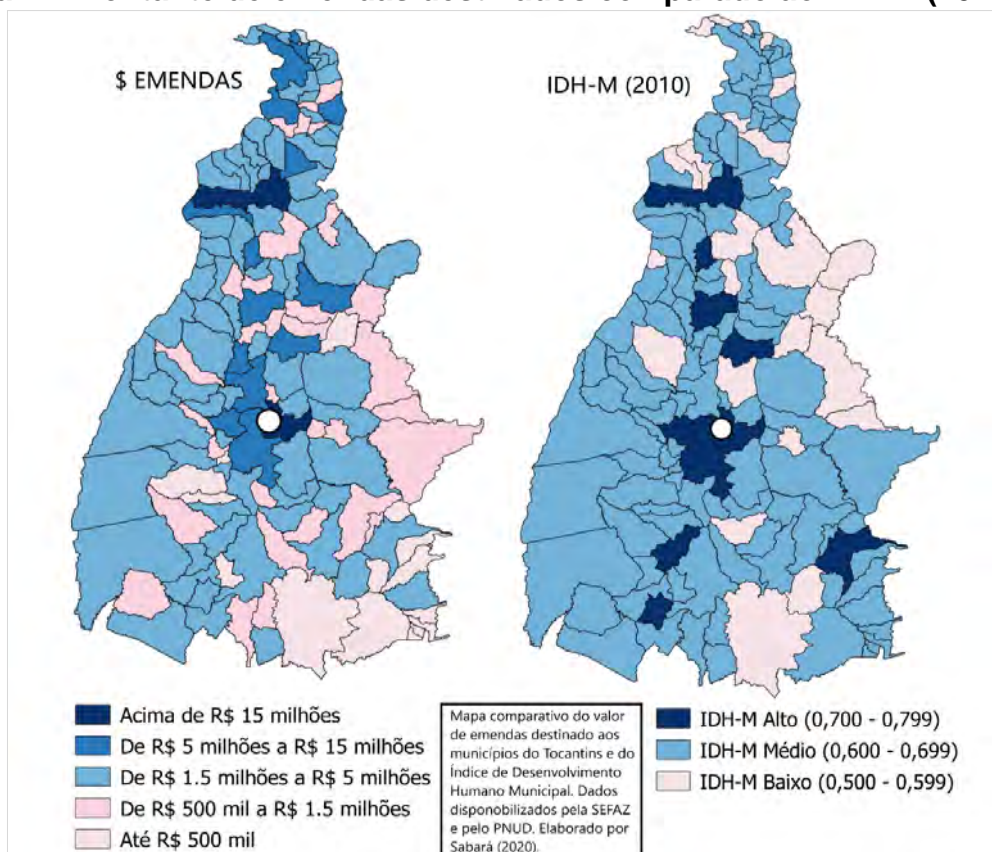 $ EMENDAS
IDH-M (2010)
Acima de R$ 15 milhões
De R$ 5 milhões a R$ 15 milhões
De R$ 1.5 milhões a R$ 5 milhões
De R$ 500 mil a R$ 1.5 milhões
Até R$ 500 mil
Mapa comparativo do valor
de emendas destinado aos
municípios do Tocantins e do
Índice de Desenvolvimento
Humano Municipal. Dados
disponobilizados pela SEFAZ
e pelo PNUD. Elaborado por
Sabará (2020).
IDH-M Alto (0,700 - 0,799)
IDH-M Médio (0,600 - 0,699)
IDH-M Baixo (0,500 - 0,599)